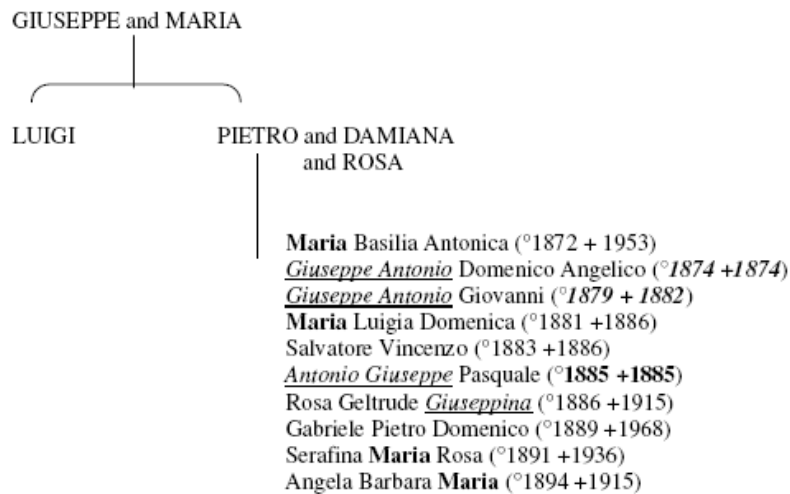 GIUSEPPE and MARIA
LUIGI
PIETRO and DAMIANA
and ROSA
Maria Basilia Antonica (°1872 + 1953)
Giuseppe Antonio Domenico Angelico (°1874 +1874)
Giuseppe Antonio Giovanni (°1879 + 1882)
Maria Luigia Domenica (°1881 +1886)
Salvatore Vincenzo (°1883 +1886)
Antonio Giuseppe Pasquale (°1885 +1885)
Rosa Geltrude Giuseppina (°1886 +1915)
Gabriele Pietro Domenico (°1889 +1968)
Serafina Maria Rosa (°1891 +1936)
Angela Barbara Maria (°1894 +1915)